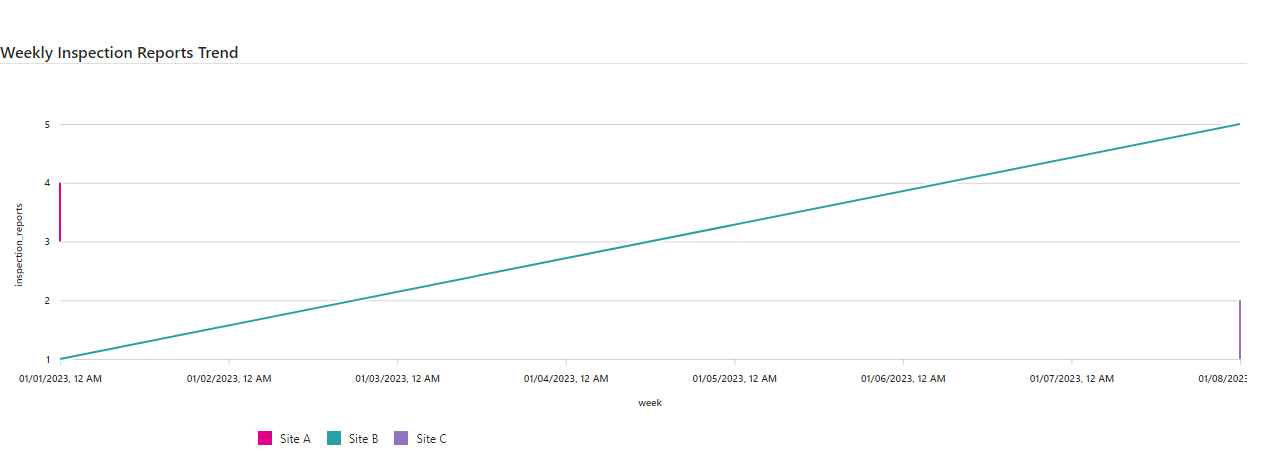 Weekly Inspection Reports Trend
5
4
3
2
1
inspection_reports
01/01/2023, 12 AM 01/02/2023, 12 AM 01/03/2023, 12 AM 01/04/2023, 12 AM 01/05/2023, 12 AM 01/06/2023, 12 AM 01/07/2023, 12 AM 01/08/2023
week
Site A Site B Site C